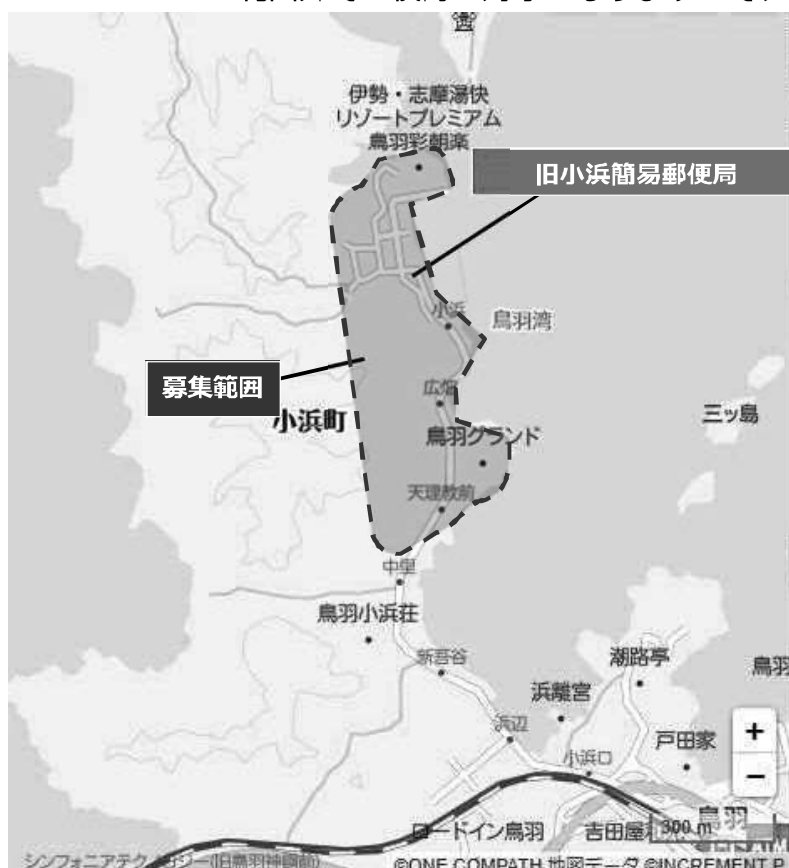 伊勢・志摩湯快
リゾートプレミアム
鳥羽彩朝楽
旧小浜簡易郵便局
小浜
鳥羽湾
募集範囲
広畑
小浜町
三ッ島
鳥羽グランド
天理教前
中里
鳥羽小浜荘
新吾谷
潮路亭
鳥羽
浜離宮
浜辺
戸田家
+
小浜口
−
ロードイン鳥羽
吉田屋
300 m
鳥羽
©ONE COMPATH 地図データ ©INCREMENT P